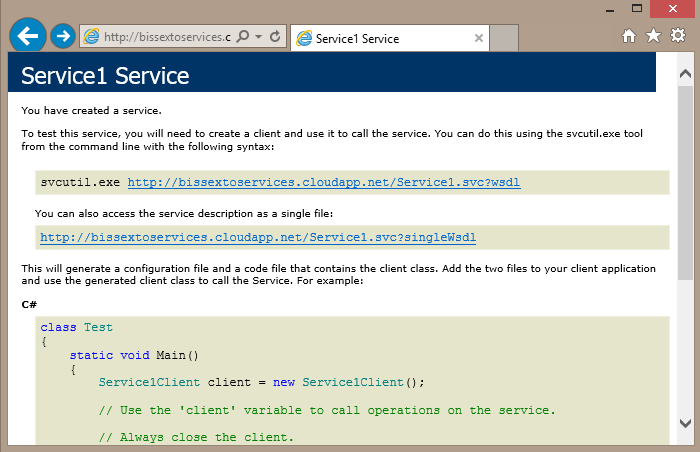 http://bissextoservices.c
Service1 Service
Service1 Service
You have created a service.
To test this service, you will need to create a client and use it to call the service. You can do this using the svcutil.exe tool
from the command line with the following syntax:
svcutil.exe http://bissextoservices.cloudapp.net/Service1.svc?wsdl
You can also access the service description as a single file:
http://bissextoservices.cloudapp.net/Service1.svc?singleWsdl
This will generate a configuration file and a code file that contains the client class. Add the two files to your client application
and use the generated client class to call the Service. For example:
C#
class Test
{
    static void Main()
    {
        Service1Client client = new Service1Client();
        // Use the 'client' variable to call operations on the service.
        // Always close the client.